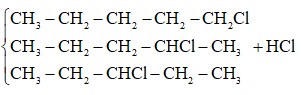 CH₃ – CH₂ – CH₂ – CH₂ – CH₂Cl
CH₃ – CH₂ – CH₂ – CHCl – CH₃ + HCl
CH₃ – CH₂ – CHCl – CH₂ – CH₃